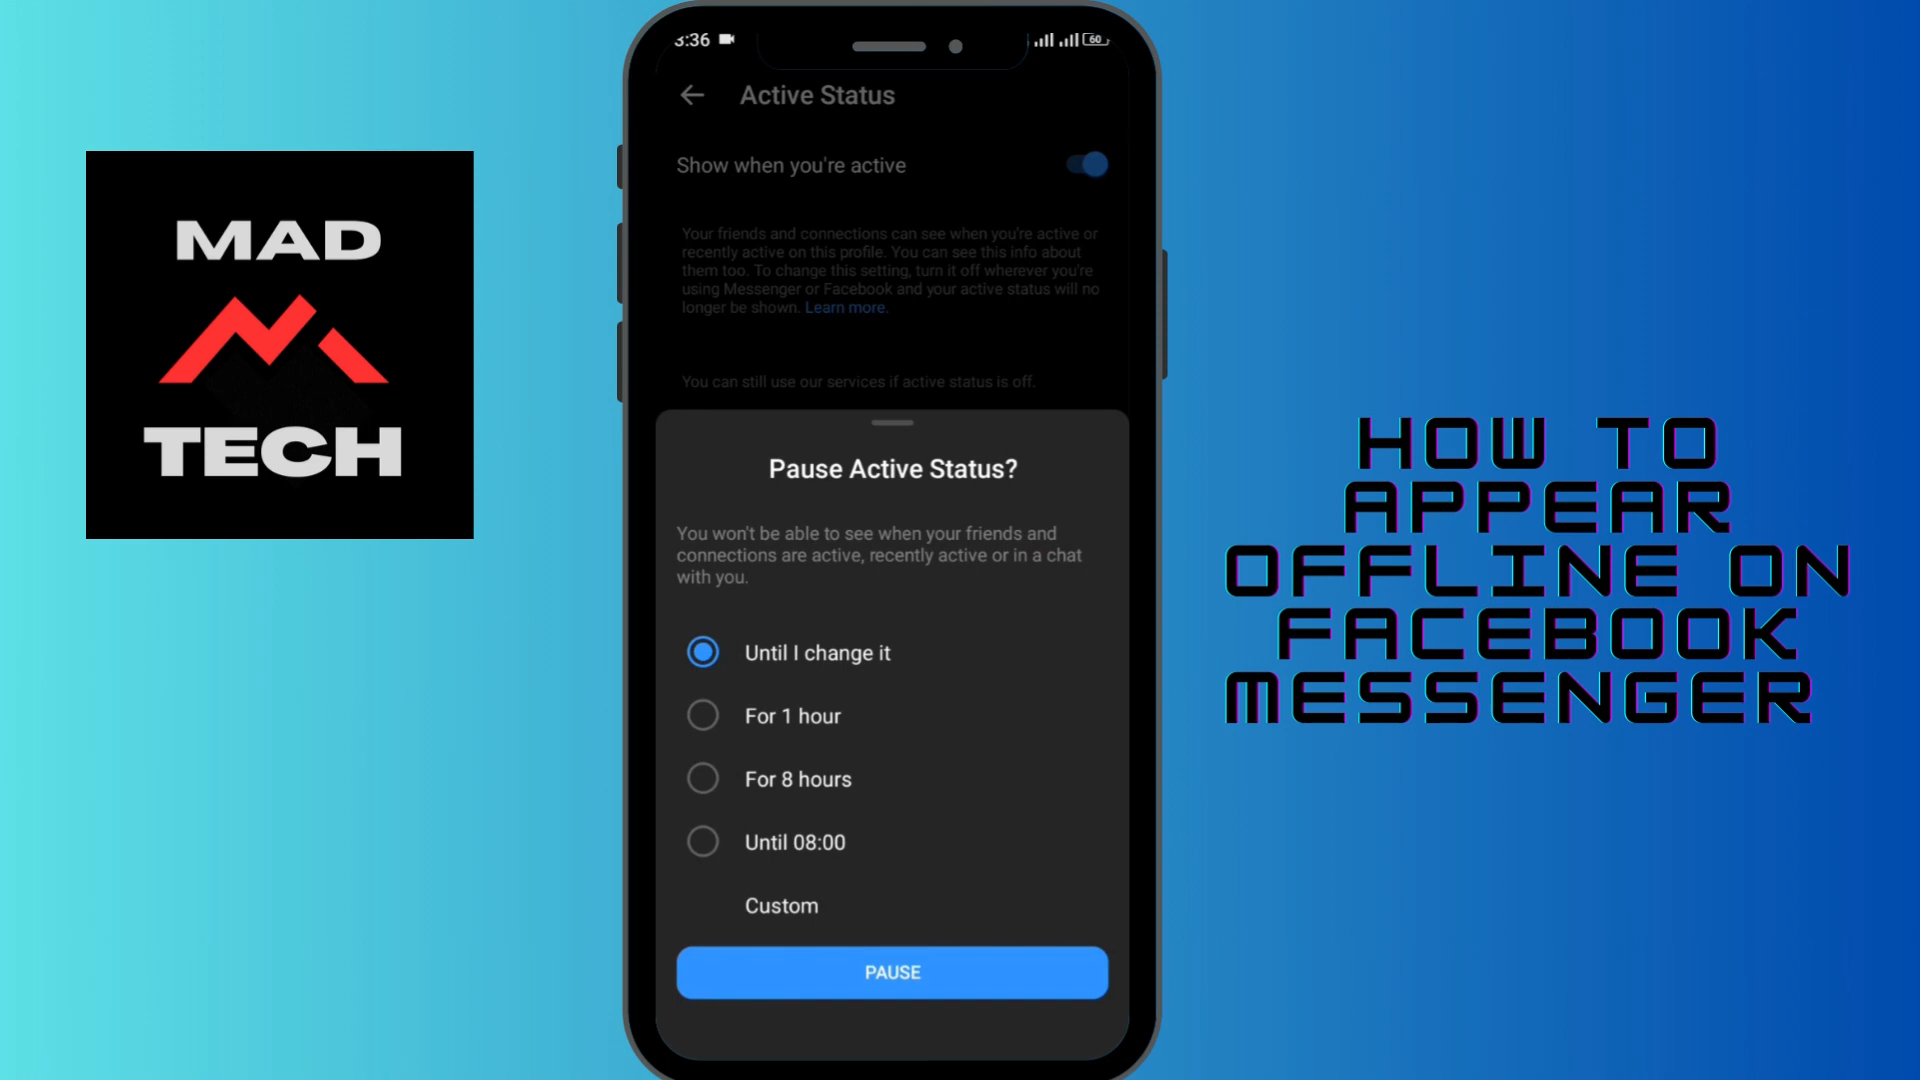 MAD
TECH
3:36
60
Active Status
Show when you're active
Your friends and connections can see when you're active or
recently active on this profile. You can see this info about
them too. To change this setting, turn it off wherever you're
using Messenger or Facebook and your active status will no
longer be shown. Learn more.
You can still use our services if active status is off.
Pause Active Status?
You won't be able to see when your friends and
connections are active, recently active or in a chat
with you.
Until I change it
For 1 hour
For 8 hours
Until 08:00
Custom
PAUSE
HOW TO
APPEAR
OFFLINE ON
FACEBOOK
MESSENGER